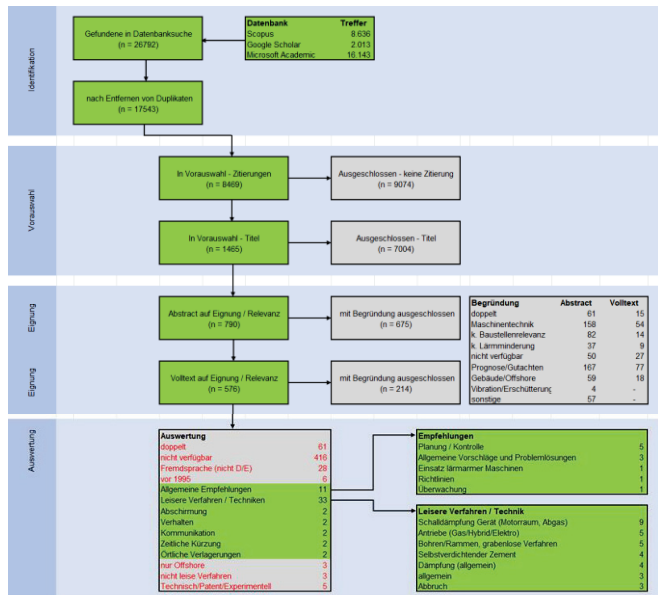 Identifikation
Gefundene in Datenbanksuche
(n = 26792)
Datenbank Treffer
Scopus 8.636
Google Scholar 2.013
Microsoft Academic 16.143
nach Entfernen von Duplikaten
(n = 17543)
Vorauswahl
In Vorauswahl - Zitierungen
(n = 8469)
Ausgeschlossen - keine Zitierung
(n = 9074)
In Vorauswahl - Titel
(n = 1465)
Ausgeschlossen - Titel
(n = 7004)
Eignung
Abstract auf Eignung / Relevanz
(n = 790)
mit Begründung ausgeschlossen
(n = 675)
Eignung
Volltext auf Eignung / Relevanz
(n = 576)
mit Begründung ausgeschlossen
(n = 214)
Begründung Abstract Volltext
doppelt 61 15
Maschinentechnik 158 54
k. Baustellenrelevanz 82 14
k. Lärmminderung 37 9
nicht verfügbar 50 27
Prognose/Gutachten 167 77
Gebäude/Offshore 59 18
Vibration/Erschütterung 4 -
sonstige 57 -
Auswertung
Auswertung
doppelt 61
nicht verfügbar 416
Fremdsprache (nicht D/E) 28
vor 1995 6
Allgemeine Empfehlungen 11
Leisere Verfahren / Techniken 33
Abschirmung 2
Verhalten 2
Kommunikation 2
Zeitliche Kürzung 2
Örtliche Verlagerungen 2
nur Offshore 3
nicht leise Verfahren 3
Technisch/Patent/Experimentell 5
Empfehlungen
Planung / Kontrolle 5
Allgemeine Vorschläge und Problemlösungen 3
Einsatz lärmarmer Maschinen 1
Richtlinien 1
Überwachung 1
Leisere Verfahren / Technik
Schalldämpfung Gerät (Motorraum, Abgas) 9
Antriebe (Gas/Hybrid/Elektro) 5
Bohren/Rammen, grabenlose Verfahren 5
Selbstverdichtender Zement 4
Dämpfung (allgemein) 4
allgemein 3
Abbruch 3